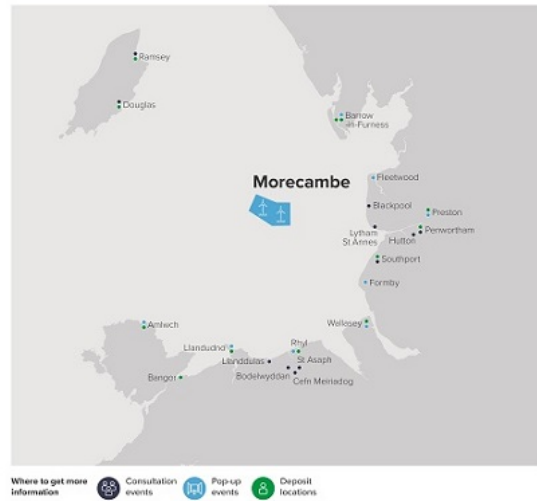 Ramsey
Douglas
Barrow
-in-Furness
Morecambe
Fleetwood
Blackpool
Preston
Lytham
St Annes
Hutton
Penwortham
Southport
Formby
Wallasey
Amlwch
Llandudno
Rhyl
Llanddulas
St Asaph
Bangor
Bodelwyddan
Cefn Meiriadog
Where to get more
information
Consultation
events
Pop-up
events
Deposit
locations